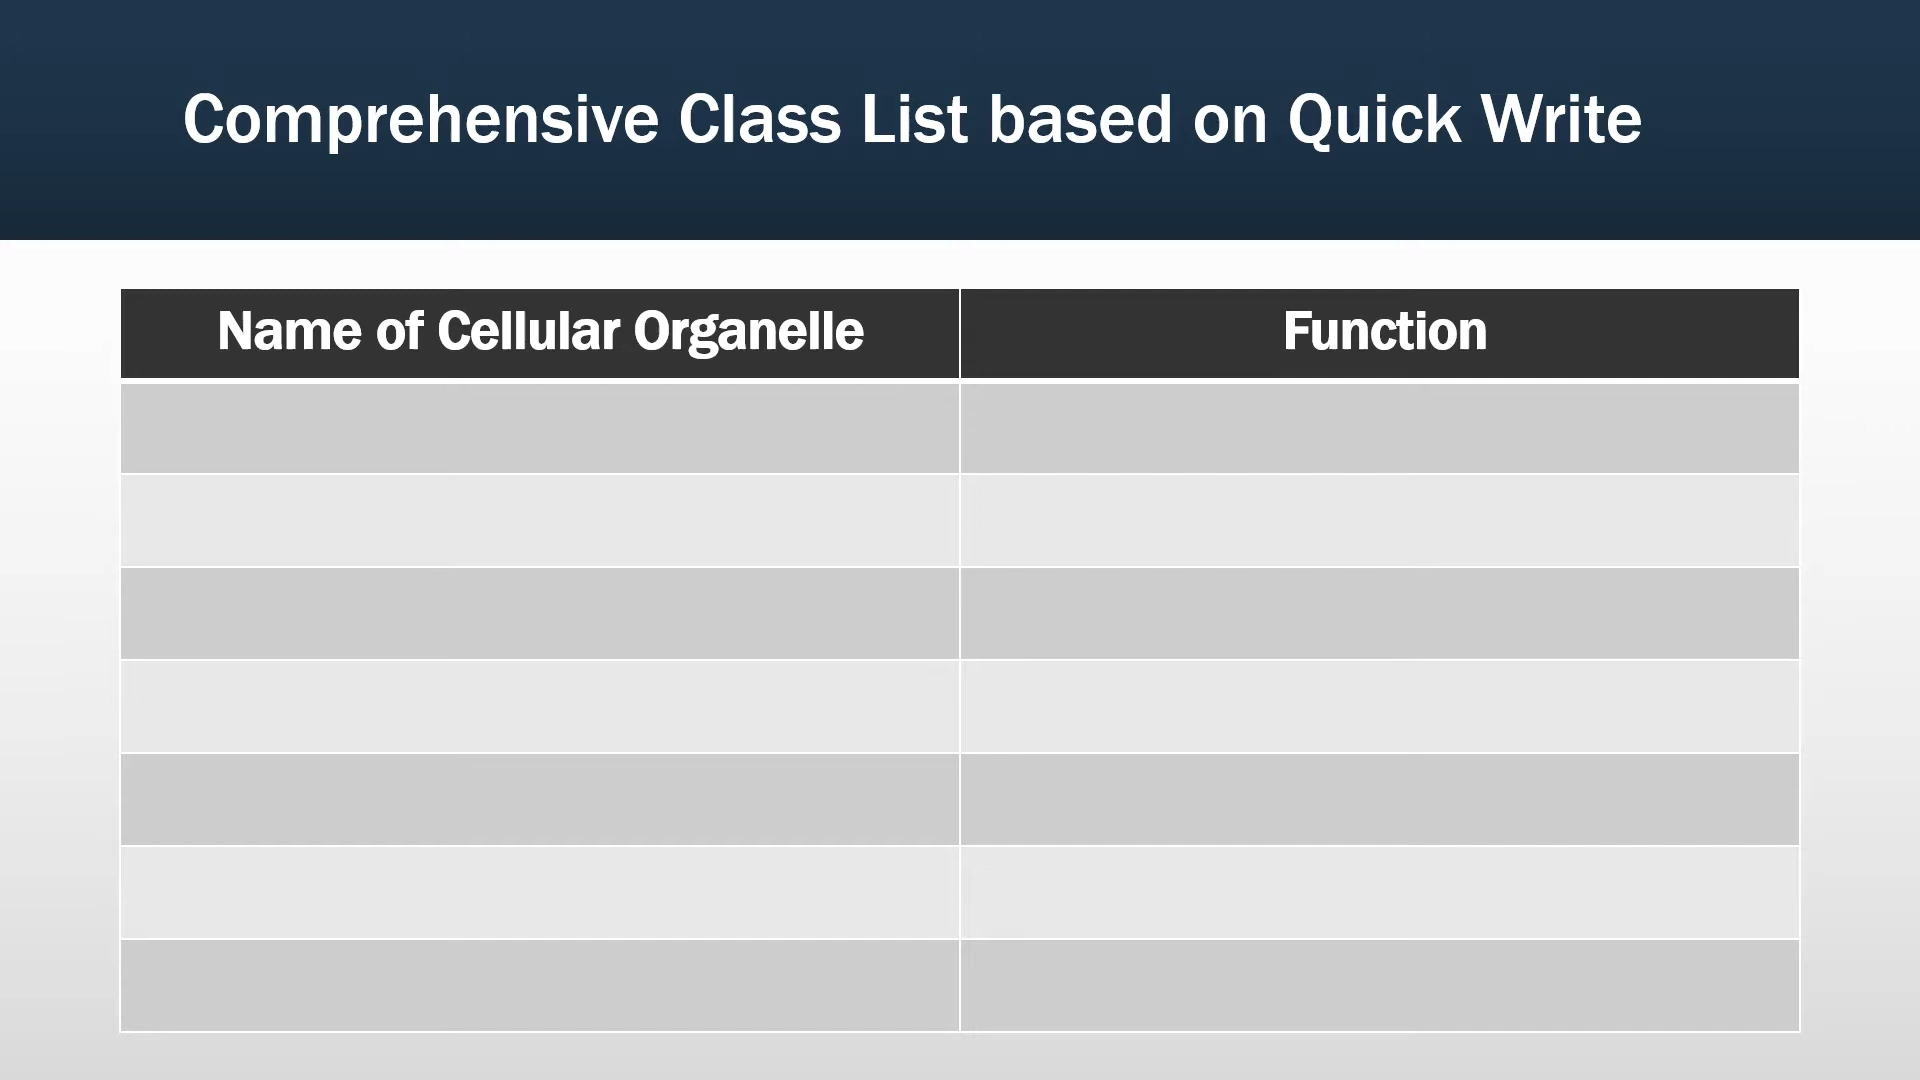 Comprehensive Class List based on Quick Write
Name of Cellular Organelle
Function